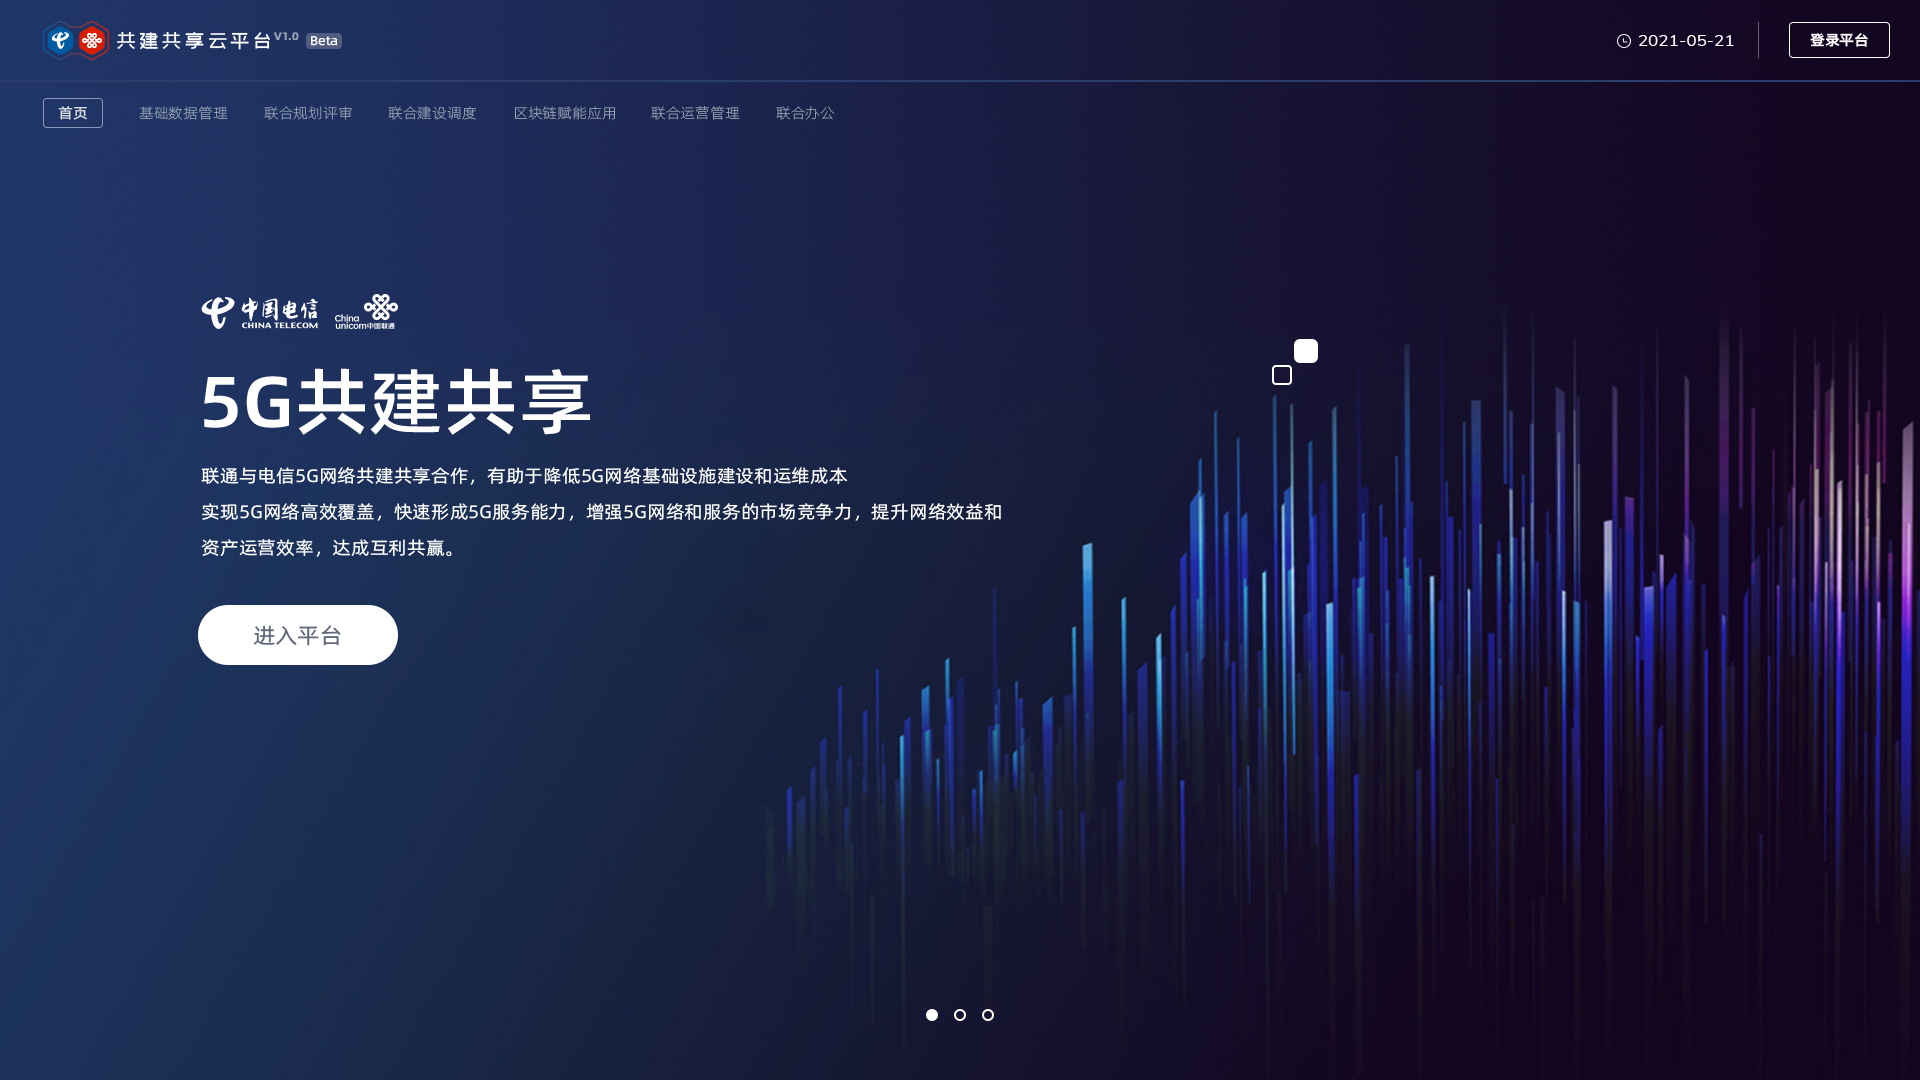 共建共享云平台V1.0 Beta
2021-05-21
登录平台
首页 基础数据管理 联合规划评审 联合建设调度 区块链赋能应用 联合运营管理 联合办公
中国电信
CHINA TELECOM
China
unicom中国联通
5G共建共享
联通与电信5G网络共建共享合作，有助于降低5G网络基础设施建设和运维成本
实现5G网络高效覆盖，快速形成5G服务能力，增强5G网络和服务的市场竞争力，提升网络效益和
资产运营效率，达成互利共赢。
进入平台